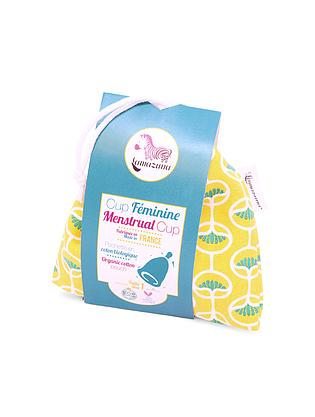 Lamazuna
Lamazuna
Cup Féminine
Menstrual Cup
Fabriquée en
Made in
FRANCE
Pochette en
coton biologique
Organic cotton
pouch
Taille
1